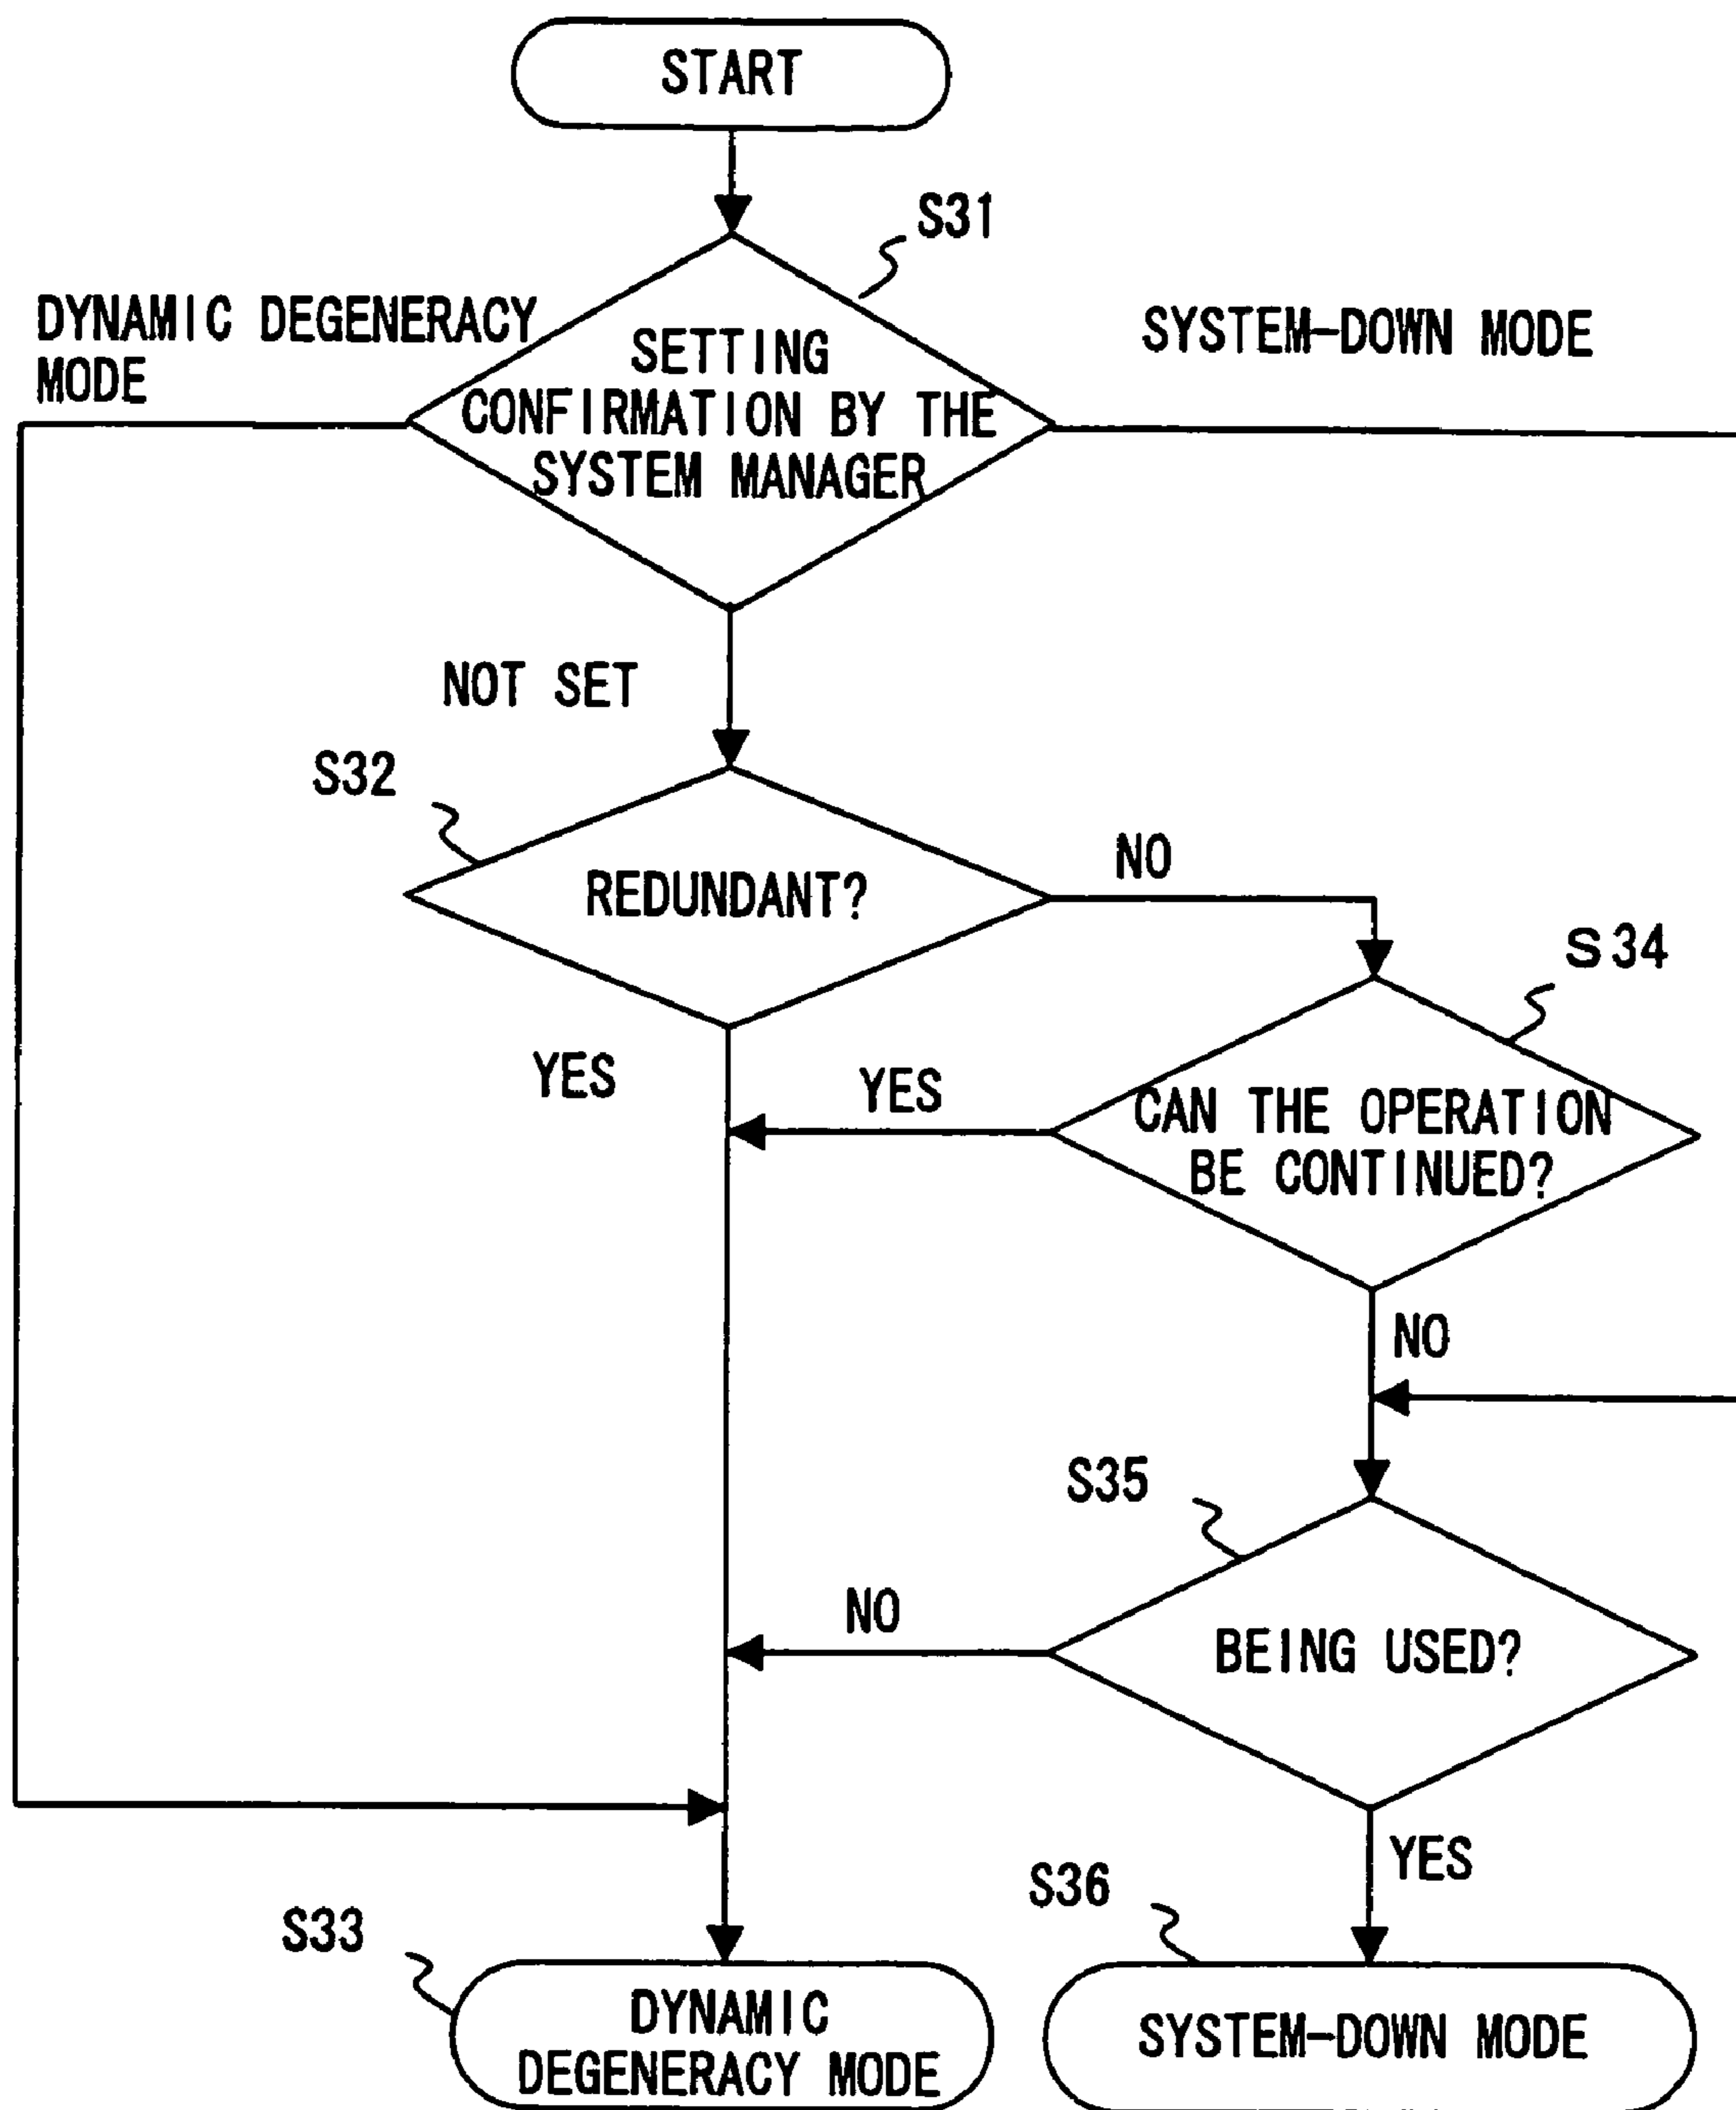 START
S31
DYNAMIC DEGENERACY
MODE
SETTING
CONFIRMATION BY THE
SYSTEM MANAGER
SYSTEM-DOWN MODE
NOT SET
S32
REDUNDANT?
NO
S34
YES
YES
CAN THE OPERATION
BE CONTINUED?
NO
S35
NO
BEING USED?
YES
S36
S33
DYNAMIC
DEGENERACY MODE
SYSTEM-DOWN MODE